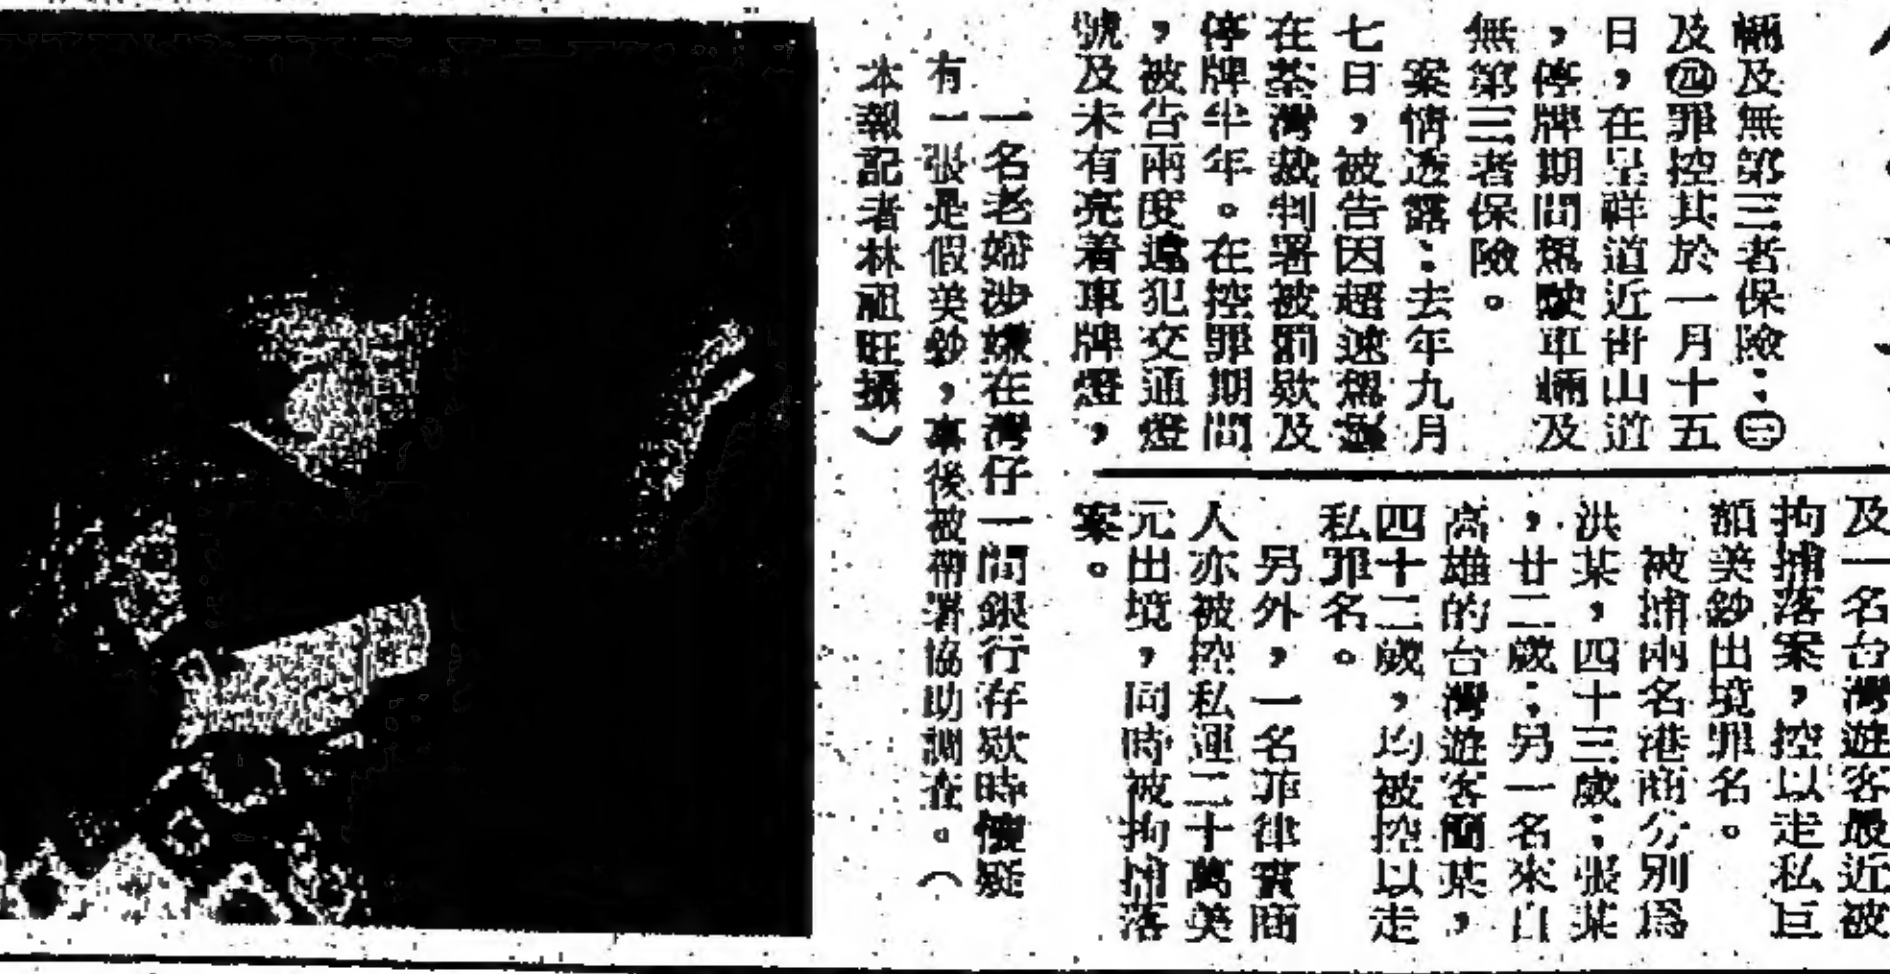 輛及無第三者保險；㊂
及㊃罪控其於一月十五
日，在呈祥道近卅山道
，停牌期間駕駛車輛及
無第三者保險。
案情透露：去年九月
七日，被告因超速駕駛
在荃灣裁判署被罰欵及
停牌半年。在控罪期間
，被告兩度違犯交通燈
號及未有亮着車牌燈，
及一名台灣遊客最近被
拘捕落案，控以走私巨
額美鈔出境罪名。
被捕兩名港商分別爲
洪某，四十三歲；張某
，廿二歲；另一名來自
高雄的台灣遊客簡某，
四十二歲，均被控以走
私罪名。
另外，一名菲律賓商
人亦被控私運二十萬美
元出境，同時被拘捕落
案。
一名老婦涉嫌在灣仔一間銀行存欵時懷疑
有一張是假美鈔，事後被帶署協助調查。（
本報記者林祖旺攝）